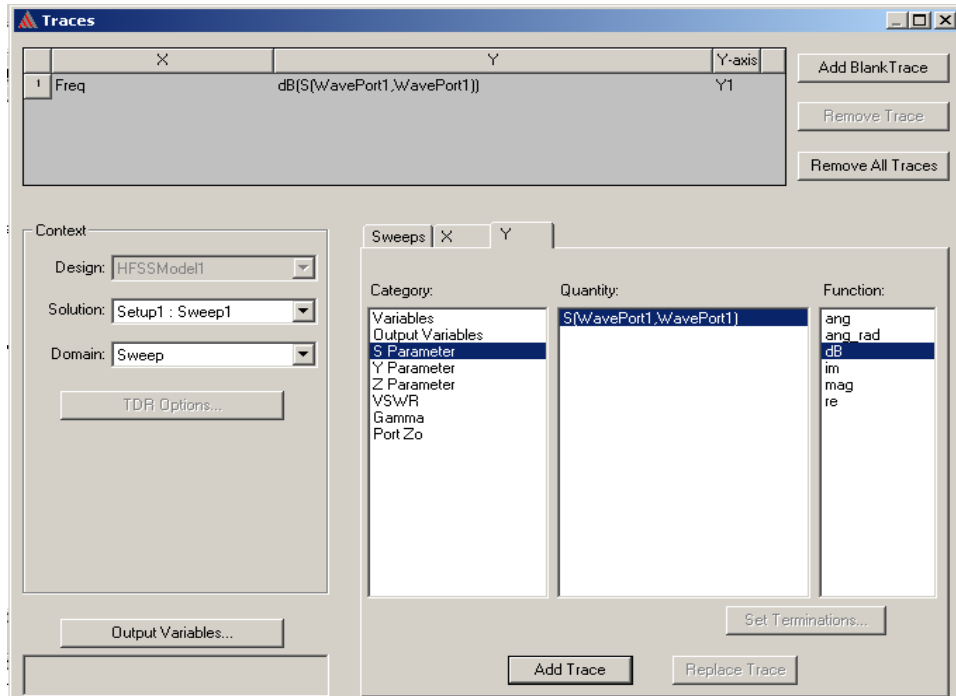 Traces
X Y Y-axis
1 Freq dB(S(WavePort1,WavePort1)) Y1
Add BlankTrace
Remove Trace
Remove All Traces
Context
Design: HFSSModel1
Solution: Setup1 : Sweep1
Domain: Sweep
TDR Options...
Output Variables...
Sweeps X Y
Category:
Variables
Output Variables
S Parameter
Y Parameter
Z Parameter
VSWR
Gamma
Port Zo
Quantity:
S(WavePort1,WavePort1)
Function:
ang
ang_rad
dB
im
mag
re
Set Terminations...
Add Trace
Replace Trace